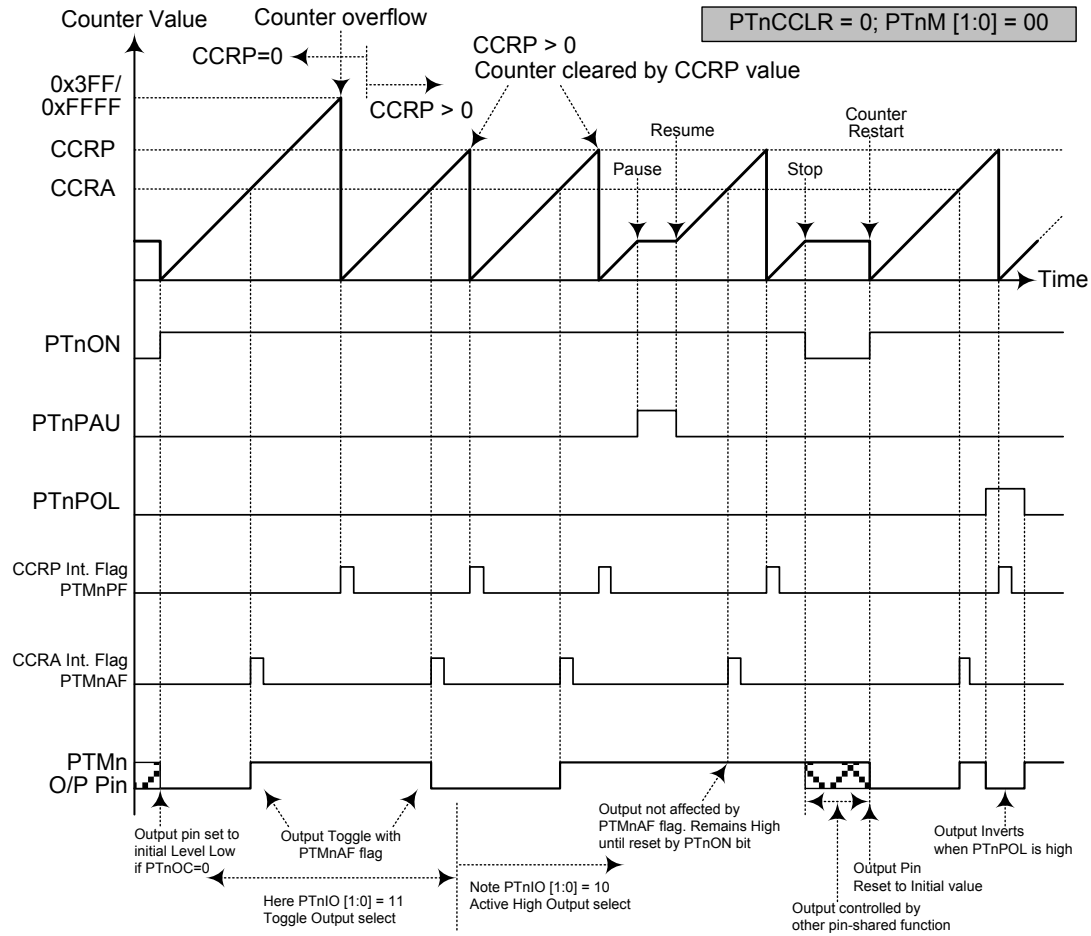 Counter Value
Counter overflow
PTnCCLR = 0; PTnM [1:0] = 00
CCRP=0
CCRP > 0
CCRP > 0
Counter cleared by CCRP value
0x3FF/
0xFFFF
CCRP
CCRA
Pause
Resume
Stop
Counter
Restart
Time
PTnON
PTnPAU
PTnPOL
CCRP Int. Flag
PTMnPF
CCRA Int. Flag
PTMnAF
PTMn
O/P Pin
Output pin set to
initial Level Low
if PTnOC=0
Output Toggle with
PTMnAF flag
Here PTnIO [1:0] = 11
Toggle Output select
Note PTnIO [1:0] = 10
Active High Output select
Output not affected by
PTMnAF flag. Remains High
until reset by PTnON bit
Output controlled by
other pin-shared function
Output Pin
Reset to Initial value
Output Inverts
when PTnPOL is high